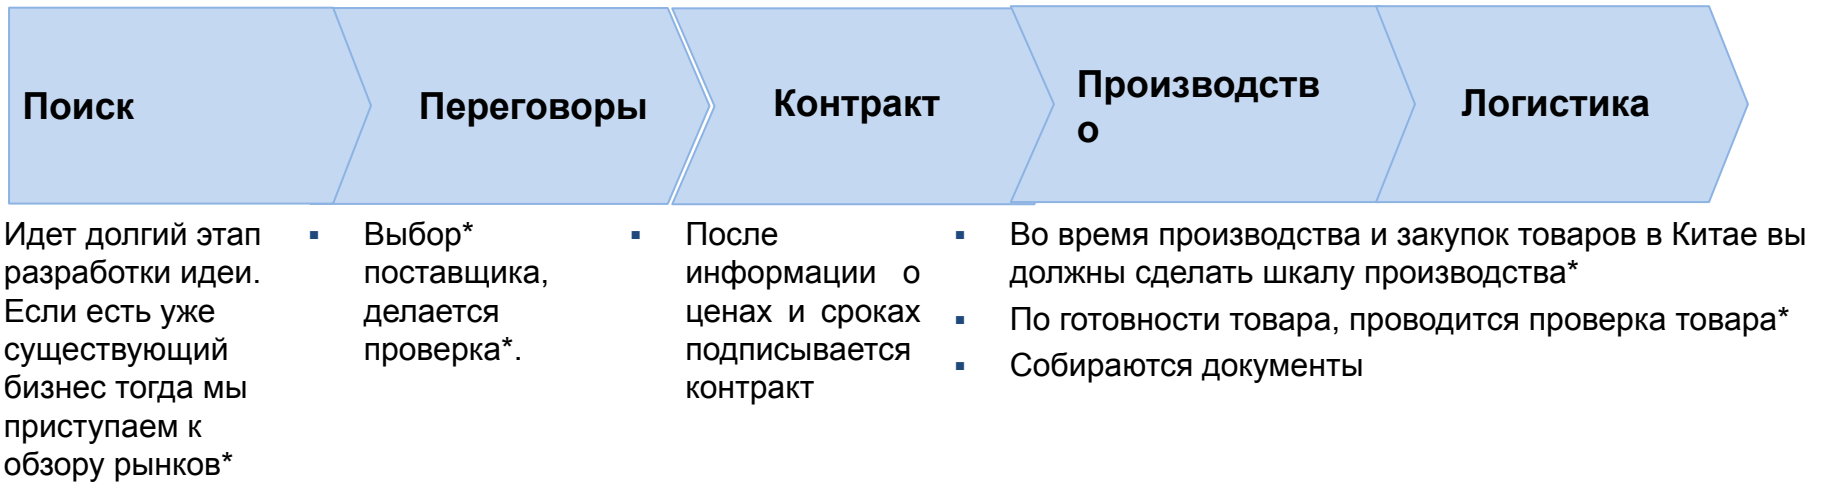 Поиск
Переговоры
Контракт
Производств
о
Логистика
Идет долгий этап
разработки идеи.
Если есть уже
существующий
бизнес тогда мы
приступаем к
обзору рынков*
▪ Выбор*
поставщика,
делается
проверка*.
▪ После
информации о
ценах и сроках
подписывается
контракт
▪ Во время производства и закупок товаров в Китае вы
должны сделать шкалу производства*
▪ По готовности товара, проводится проверка товара*
▪ Собираются документы